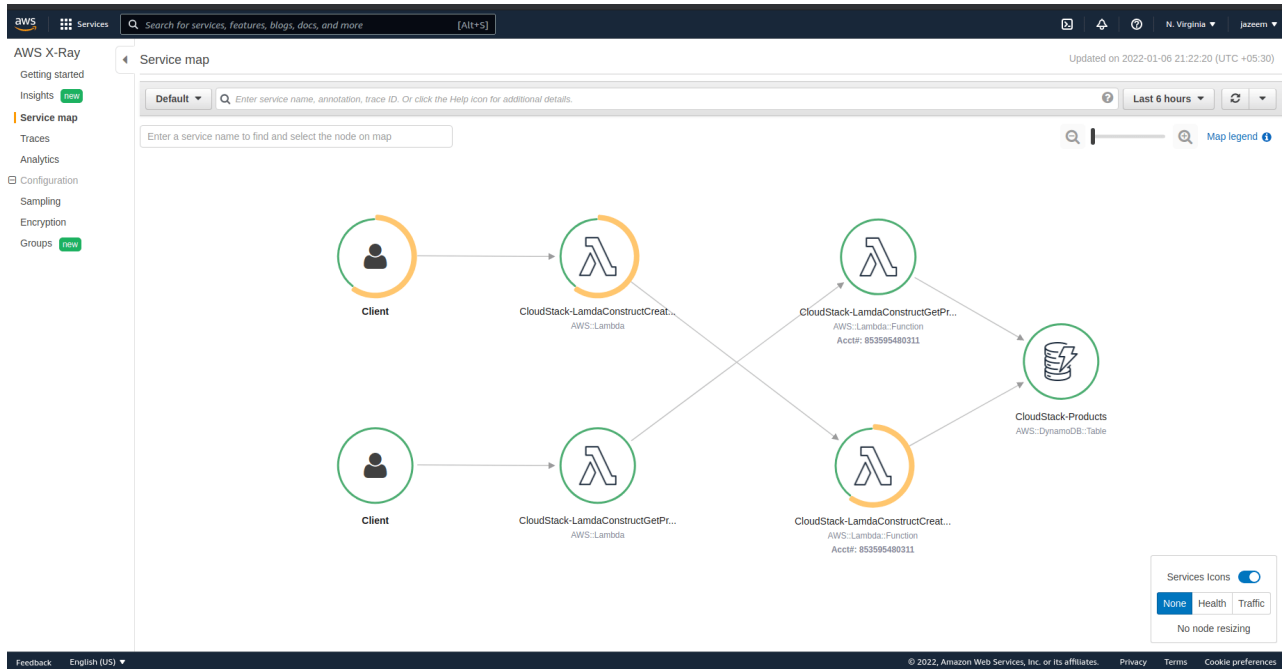 aws
Services
Search for services, features, blogs, docs, and more [Alt+S]
N. Virginia
jazeem
AWS X-Ray
Getting started
Insights new
Service map
Traces
Analytics
Configuration
Sampling
Encryption
Groups new
Service map
Updated on 2022-01-06 21:22:20 (UTC +05:30)
Default
Enter service name, annotation, trace ID. Or click the Help icon for additional details.
Last 6 hours
Enter a service name to find and select the node on map
Map legend
Client
CloudStack-LamdaConstructCreat...
AWS::Lambda
CloudStack-LamdaConstructGetPr...
AWS::Lambda::Function
Acct#: 853595480311
CloudStack-Products
AWS::DynamoDB::Table
Client
CloudStack-LamdaConstructGetPr...
AWS::Lambda
CloudStack-LamdaConstructCreat...
AWS::Lambda::Function
Acct#: 853595480311
Services Icons
None Health Traffic
No node resizing
Feedback English (US)
© 2022, Amazon Web Services, Inc. or its affiliates. Privacy Terms Cookie preferences